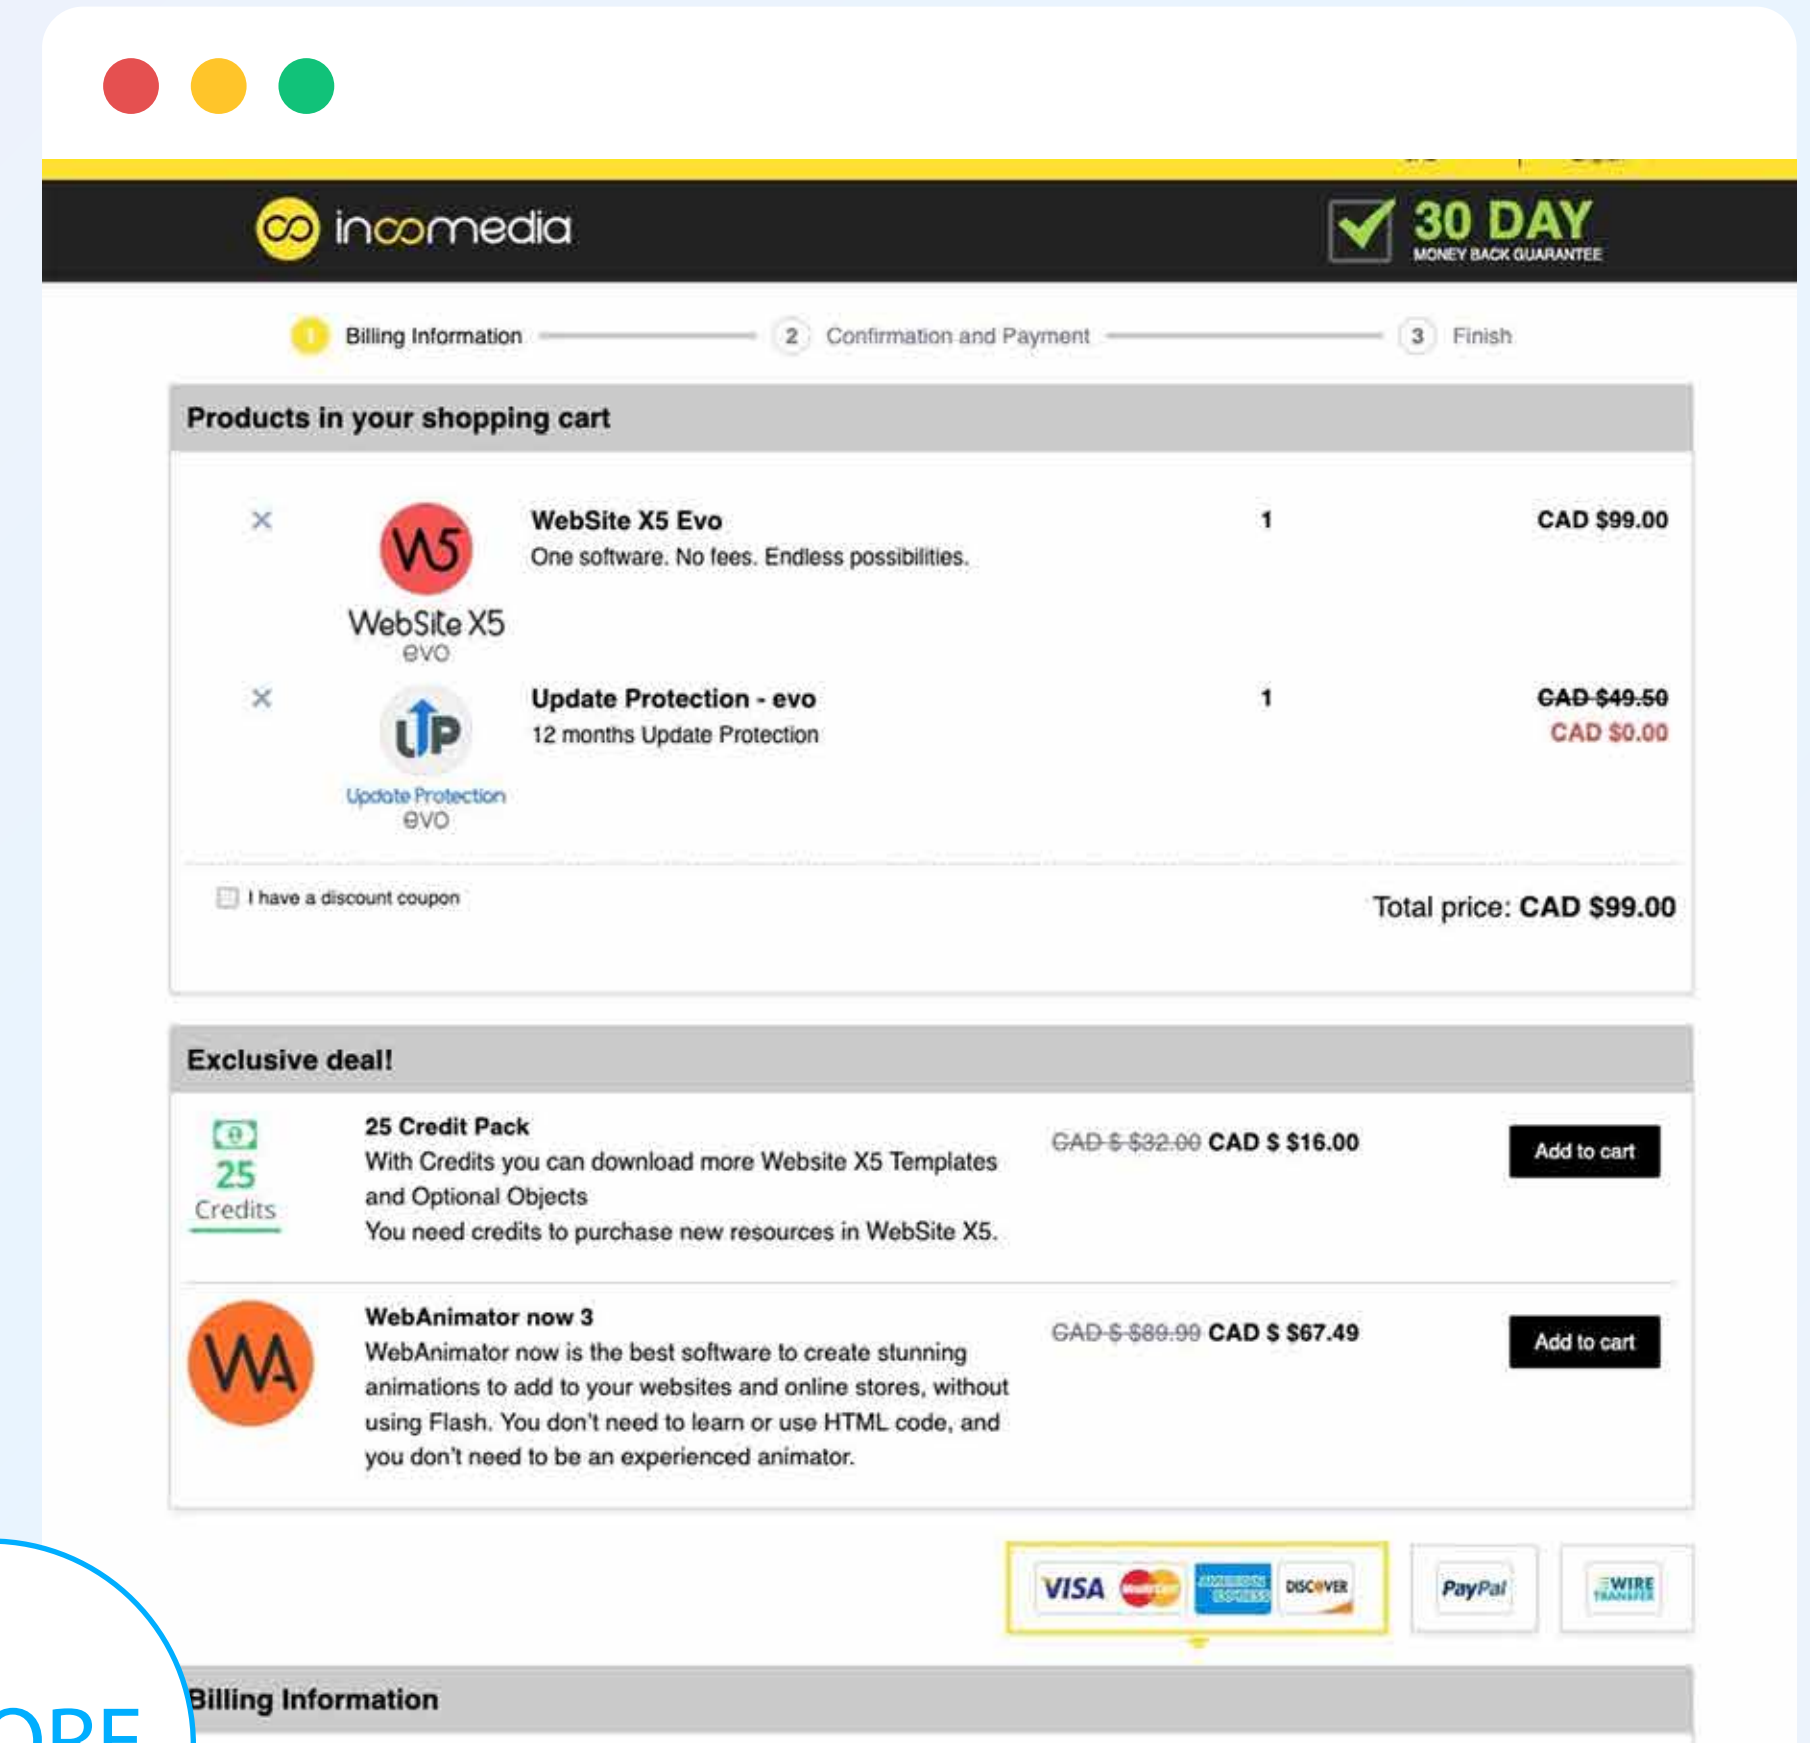 incomedia
30 DAY
MONEY BACK GUARANTEE
1 Billing Information 2 Confirmation and Payment 3 Finish
Products in your shopping cart
W5
WebSite X5
evo
WebSite X5 Evo 1 CAD $99.00
One software. No fees. Endless possibilities.
UP
Update Protection
evo
Update Protection - evo 1 CAD $49.50
12 months Update Protection CAD $0.00
I have a discount coupon
Total price: CAD $99.00
Exclusive deal!
25
Credits
25 Credit Pack
With Credits you can download more Website X5 Templates
and Optional Objects
You need credits to purchase new resources in WebSite X5.
CAD $ $32.00 CAD $ $16.00
Add to cart
WA
WebAnimator now 3
WebAnimator now is the best software to create stunning
animations to add to your websites and online stores, without
using Flash. You don't need to learn or use HTML code, and
you don't need to be an experienced animator.
CAD $ $89.99 CAD $ $67.49
Add to cart
VISA MasterCard AMERICAN EXPRESS DISCOVER PayPal WIRE TRANSFER
Billing Information